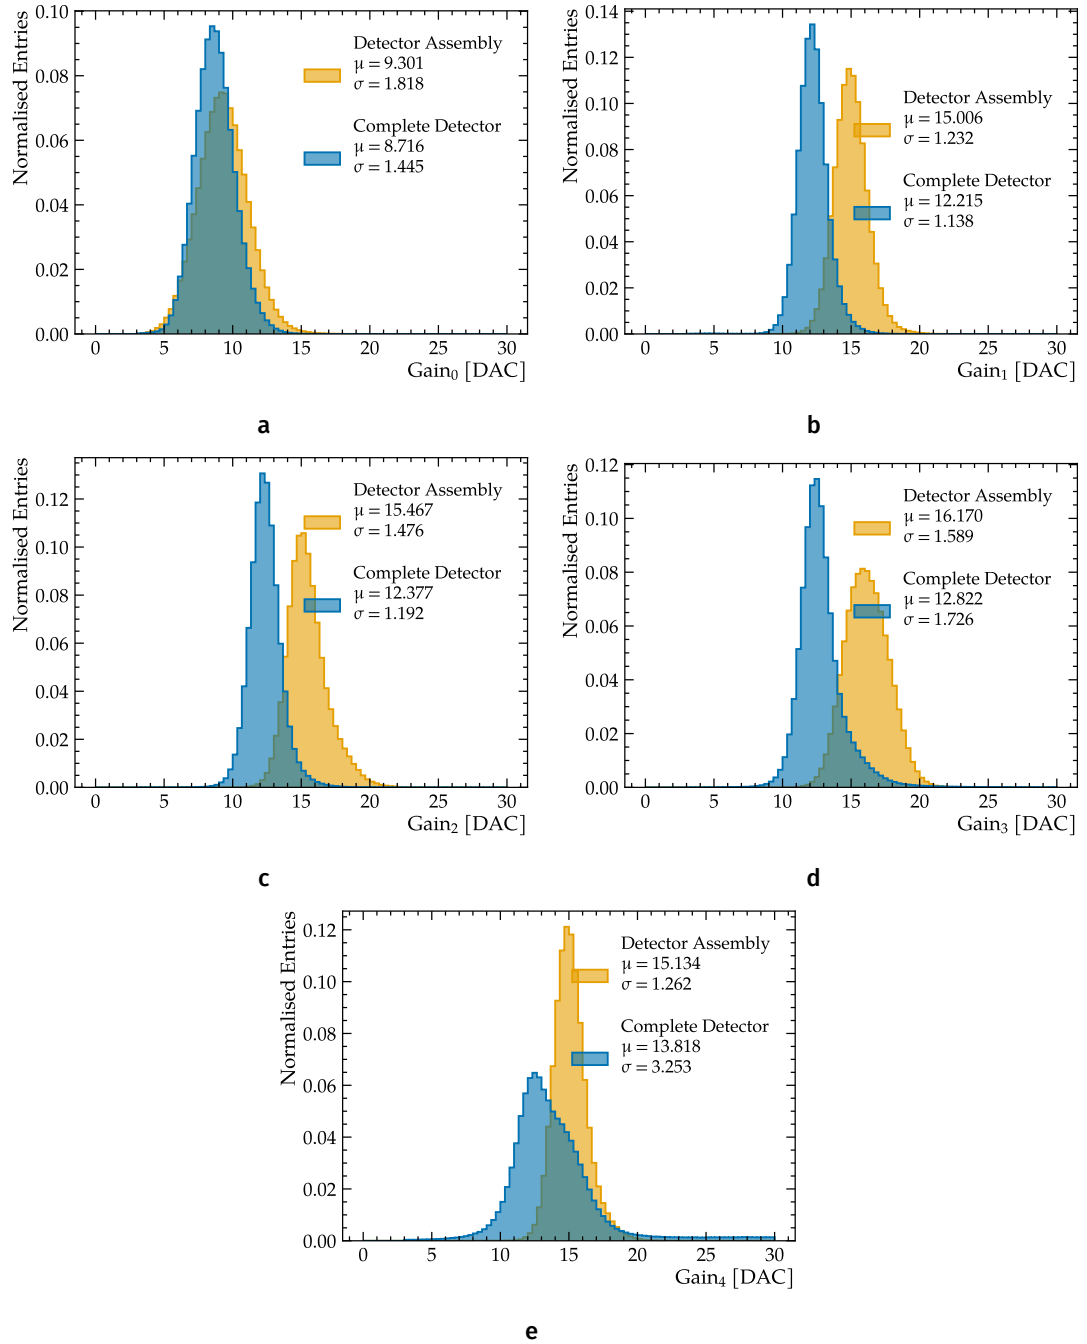 Normalised Entries
0.10
0.08
0.06
0.04
0.02
0.00
Detector Assembly
μ = 9.301
σ = 1.818
Complete Detector
μ = 8.716
σ = 1.445
0 5 10 15 20 25 30
Gain₀ [DAC]
a
Normalised Entries
0.14
0.12
0.10
0.08
0.06
0.04
0.02
0.00
Detector Assembly
μ = 15.006
σ = 1.232
Complete Detector
μ = 12.215
σ = 1.138
0 5 10 15 20 25 30
Gain₁ [DAC]
b
Normalised Entries
0.12
0.10
0.08
0.06
0.04
0.02
0.00
Detector Assembly
μ = 15.467
σ = 1.476
Complete Detector
μ = 12.377
σ = 1.192
0 5 10 15 20 25 30
Gain₂ [DAC]
c
Normalised Entries
0.12
0.10
0.08
0.06
0.04
0.02
0.00
Detector Assembly
μ = 16.170
σ = 1.589
Complete Detector
μ = 12.822
σ = 1.726
0 5 10 15 20 25 30
Gain₃ [DAC]
d
Normalised Entries
0.12
0.10
0.08
0.06
0.04
0.02
0.00
Detector Assembly
μ = 15.134
σ = 1.262
Complete Detector
μ = 13.818
σ = 3.253
0 5 10 15 20 25 30
Gain₄ [DAC]
e